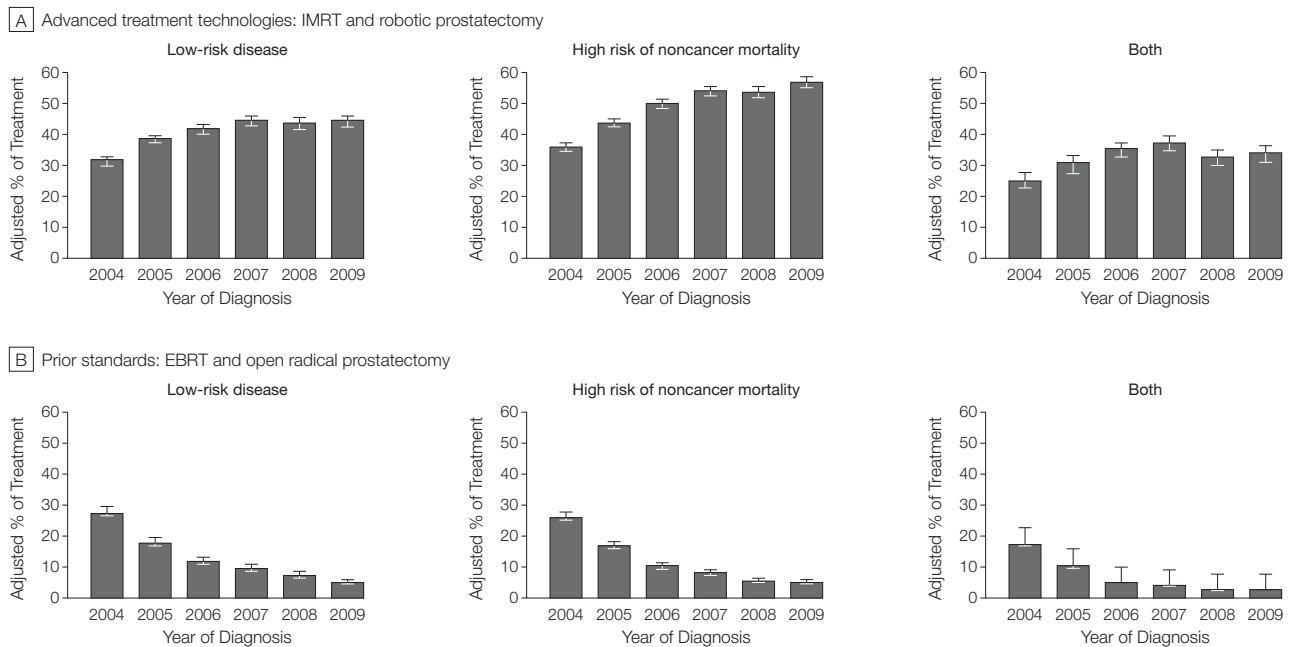 A Advanced treatment technologies: IMRT and robotic prostatectomy
Low-risk disease
60
50
40
30
20
10
0
Adjusted % of Treatment
2004 2005 2006 2007 2008 2009
Year of Diagnosis
High risk of noncancer mortality
60
50
40
30
20
10
0
Adjusted % of Treatment
2004 2005 2006 2007 2008 2009
Year of Diagnosis
Both
60
50
40
30
20
10
0
Adjusted % of Treatment
2004 2005 2006 2007 2008 2009
Year of Diagnosis
B Prior standards: EBRT and open radical prostatectomy
Low-risk disease
60
50
40
30
20
10
0
Adjusted % of Treatment
2004 2005 2006 2007 2008 2009
Year of Diagnosis
High risk of noncancer mortality
60
50
40
30
20
10
0
Adjusted % of Treatment
2004 2005 2006 2007 2008 2009
Year of Diagnosis
Both
60
50
40
30
20
10
0
Adjusted % of Treatment
2004 2005 2006 2007 2008 2009
Year of Diagnosis